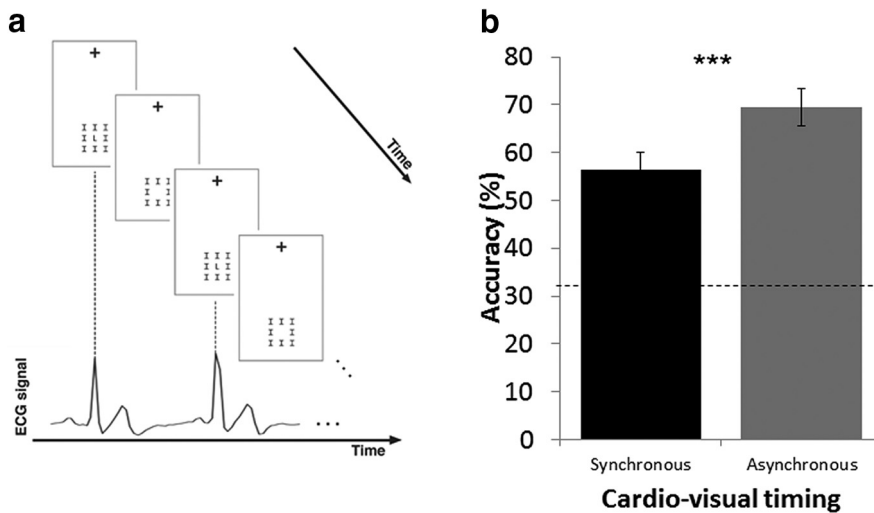 a
+
I I I
I L I
I I I
+
I I I
I I
I I I
+
I I I
I L I
I I I
+
I I I
I I
I I I
Time
ECG signal
Time
b
***
Accuracy (%)
80
70
60
50
40
30
20
10
0
Synchronous
Asynchronous
Cardio-visual timing